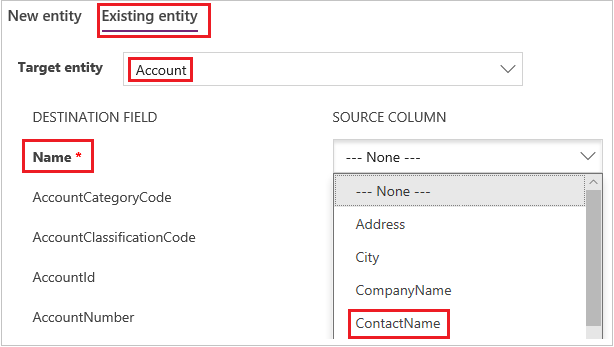 New entity Existing entity
Target entity Account
DESTINATION FIELD SOURCE COLUMN
Name * --- None ---
--- None ---
AccountCategoryCode
Address
AccountClassificationCode
City
AccountId
CompanyName
AccountNumber
ContactName